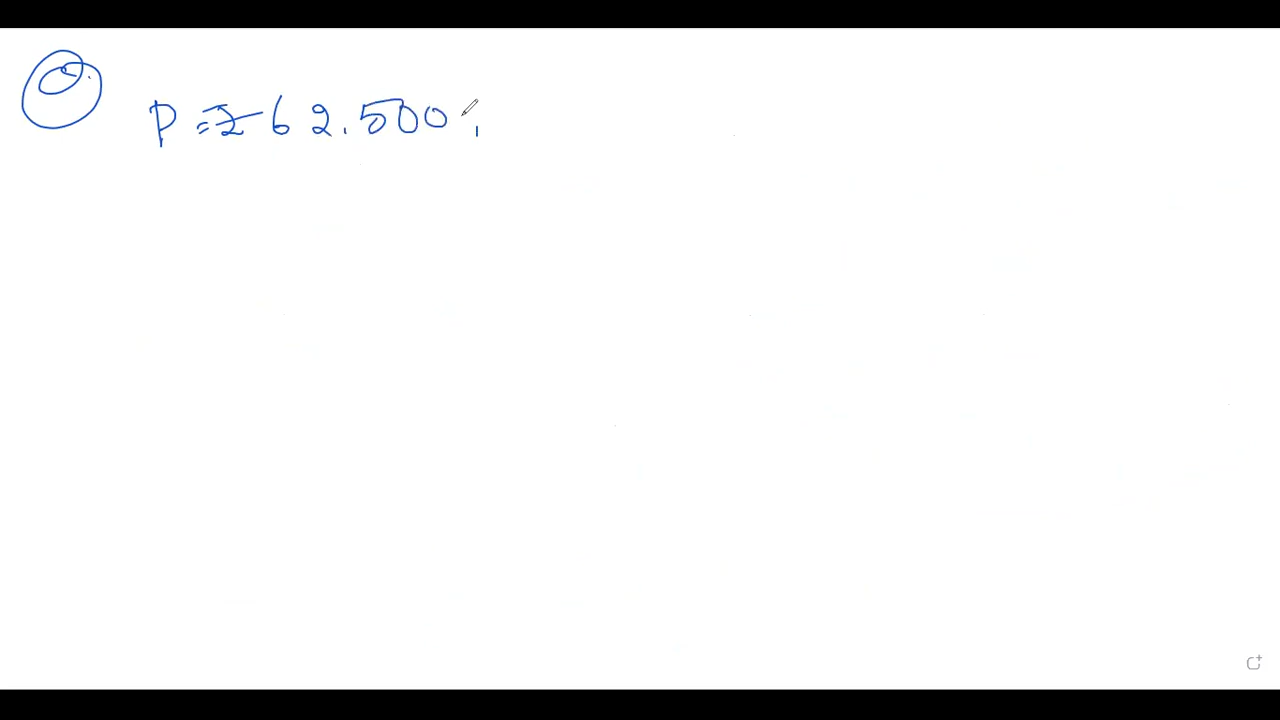 P = ₹ 62.500,